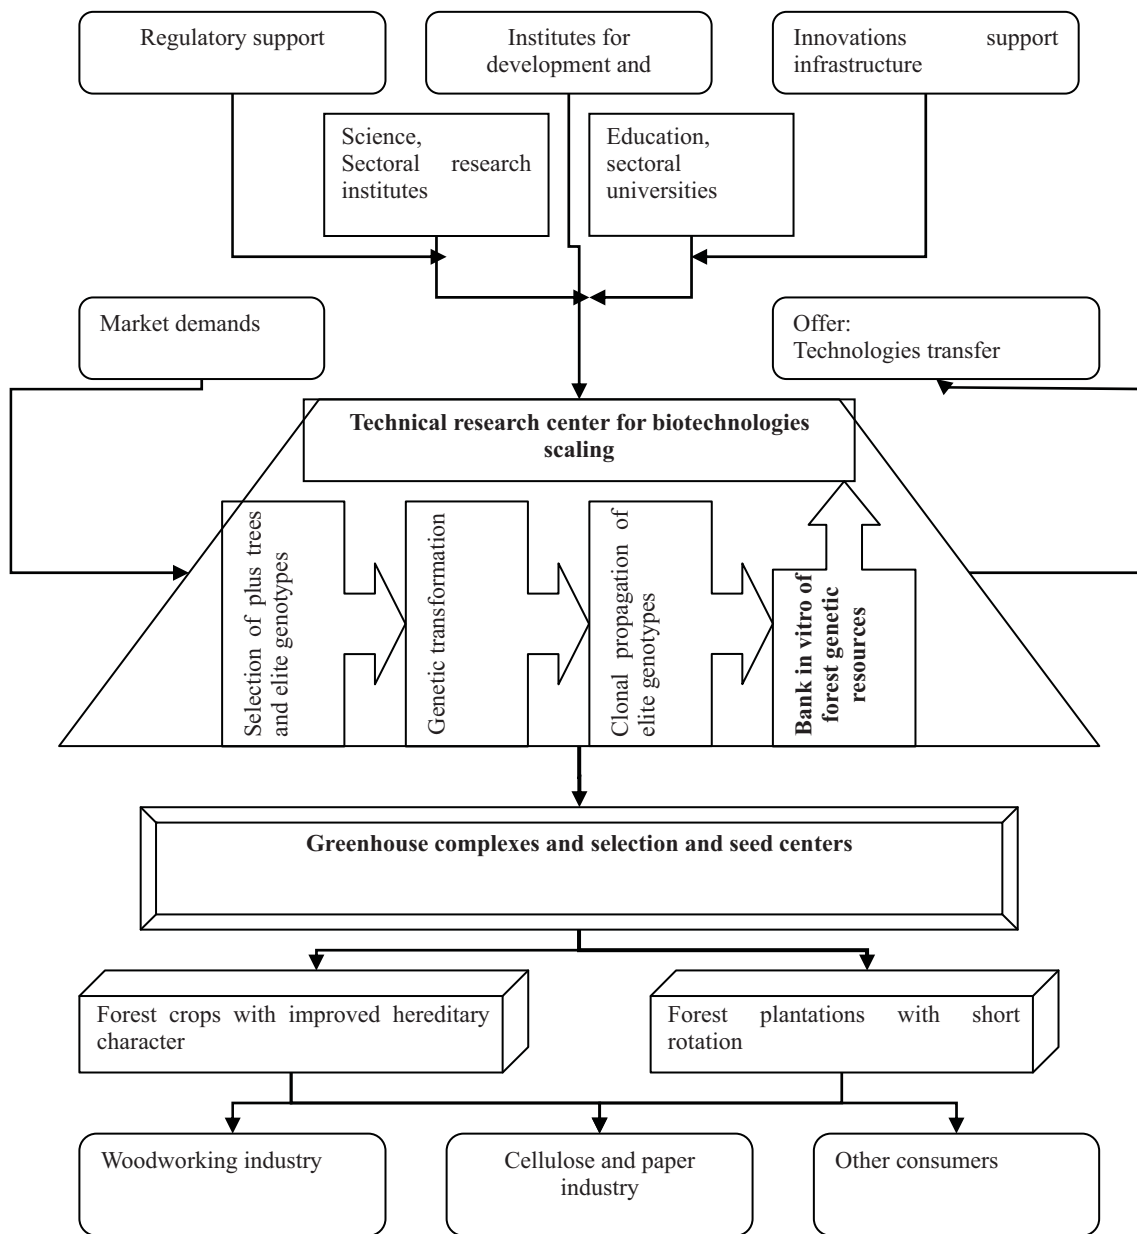 Regulatory support
Institutes for
development and
Innovations support
infrastructure
Science,
Sectoral research
institutes
Education,
sectoral
universities
Market demands
Offer:
Technologies transfer
Technical research center for biotechnologies
scaling
Selection of plus trees
and elite genotypes
Genetic transformation
Clonal propagation of
elite genotypes
Bank in vitro of
forest genetic
resources
Greenhouse complexes and selection and seed centers
Forest crops with improved hereditary
character
Forest plantations with short
rotation
Woodworking industry
Cellulose and paper
industry
Other consumers